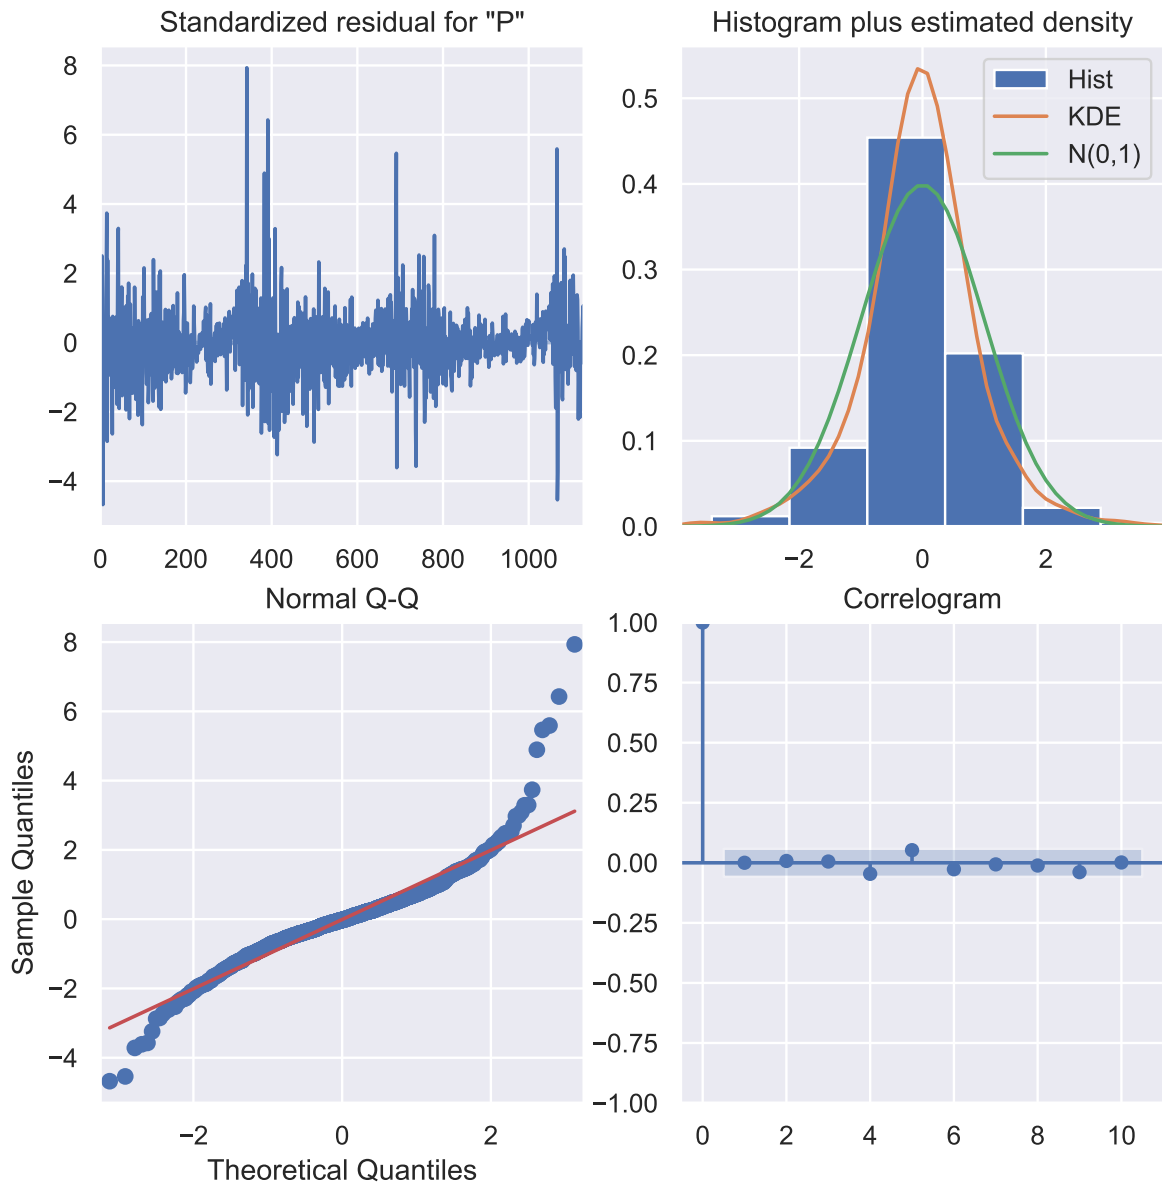 Standardized residual for "P"
8
6
4
2
0
−2
−4
0 200 400 600 800 1000
Histogram plus estimated density
Hist
KDE
N(0,1)
0.5
0.4
0.3
0.2
0.1
0.0
−2 0 2
Normal Q-Q
Sample Quantiles
8
6
4
2
0
−2
−4
−2 0 2
Theoretical Quantiles
Correlogram
1.00
0.75
0.50
0.25
0.00
−0.25
−0.50
−0.75
−1.00
0 2 4 6 8 10